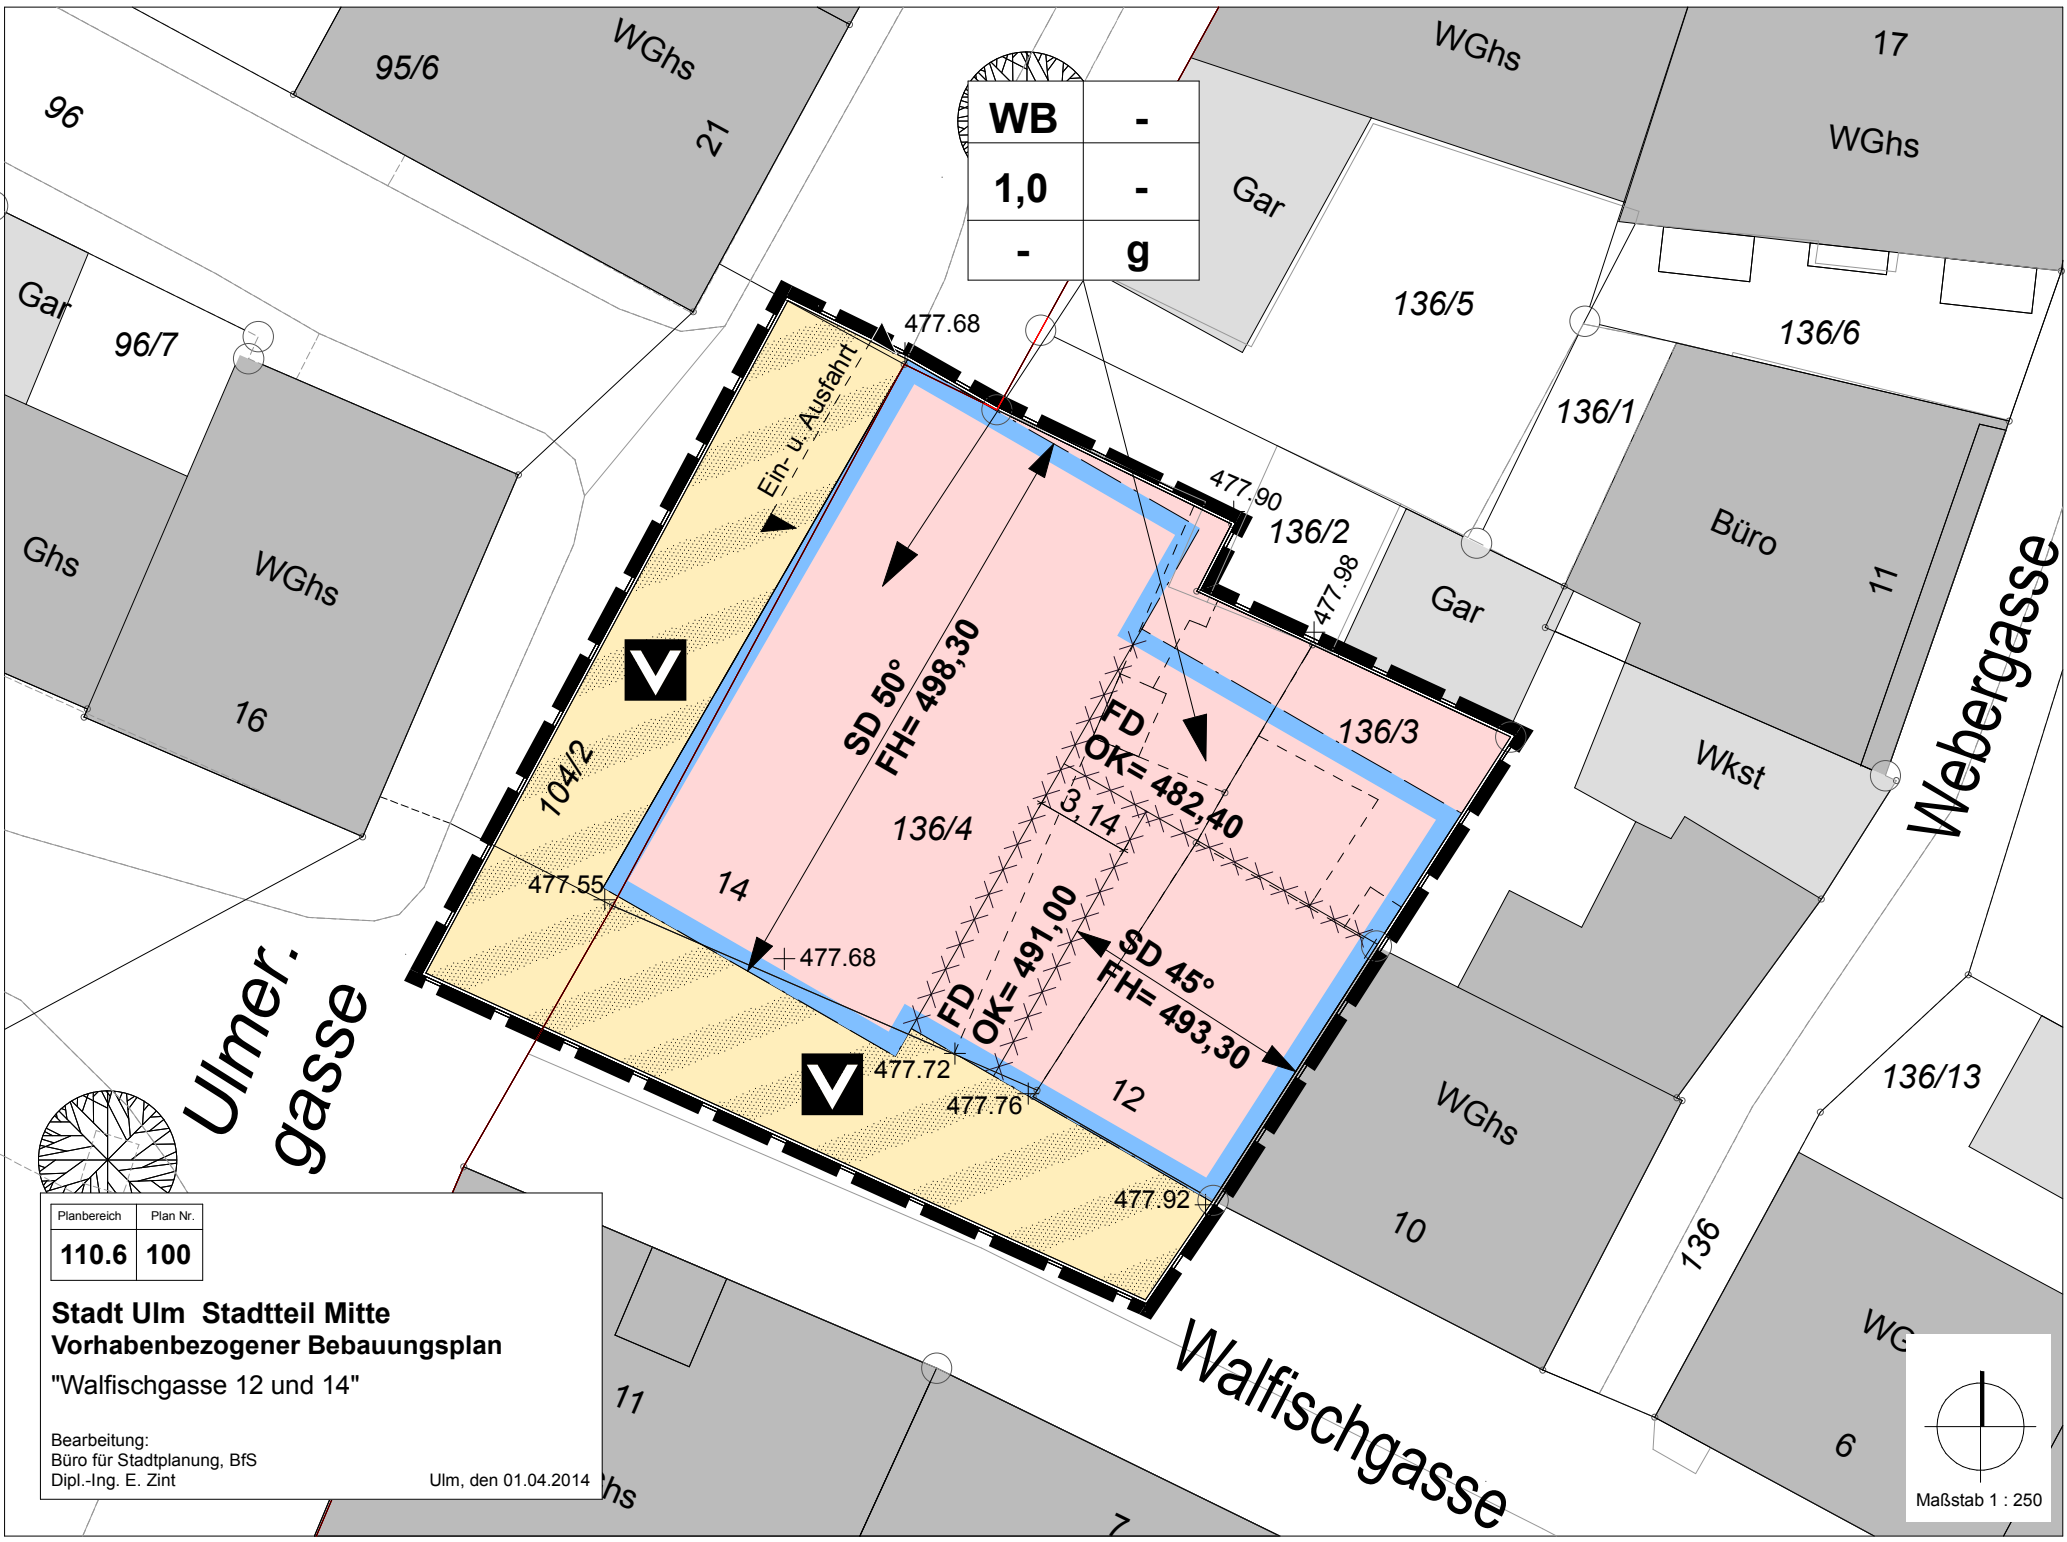 95/6
WGhs
96
21
WB -
1,0 -
- g
WGhs
17
WGhs
Gar
136/5
136/6
Gar
96/7
477.68
Ein- u. Ausfahrt
136/1
477.90
136/2
Büro
11
Ghs
WGhs
477.98
Gar
Webergasse
16
SD 50°
FH= 498,30
FD
OK= 482,40
136/3
Wkst
104/2
V
3,14
136/4
14
477.55
477.68
FD
OK= 491,00
SD 45°
FH= 493,30
Ulmer.
gasse
477.72
V
477.76
12
WGhs
136/13
477.92
10
136
Planbereich Plan Nr.
110.6 100
Stadt Ulm Stadtteil Mitte
Vorhabenbezogener Bebauungsplan
"Walfischgasse 12 und 14"
Bearbeitung:
Büro für Stadtplanung, BfS
Dipl.-Ing. E. Zint
Ulm, den 01.04.2014
11
hs
7
Walfischgasse
WG
6
Maßstab 1 : 250